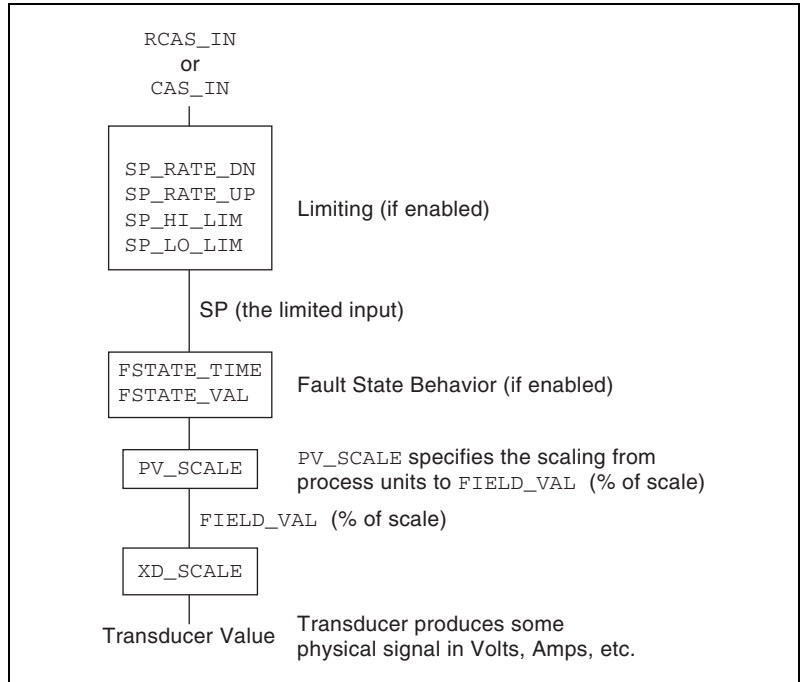 RCAS_IN
or
CAS_IN
SP_RATE_DN
SP_RATE_UP
SP_HI_LIM
SP_LO_LIM
Limiting (if enabled)
SP (the limited input)
FSTATE_TIME
FSTATE_VAL
Fault State Behavior (if enabled)
PV_SCALE
PV_SCALE specifies the scaling from
process units to FIELD_VAL (% of scale)
FIELD_VAL (% of scale)
XD_SCALE
Transducer Value
Transducer produces some
physical signal in Volts, Amps, etc.